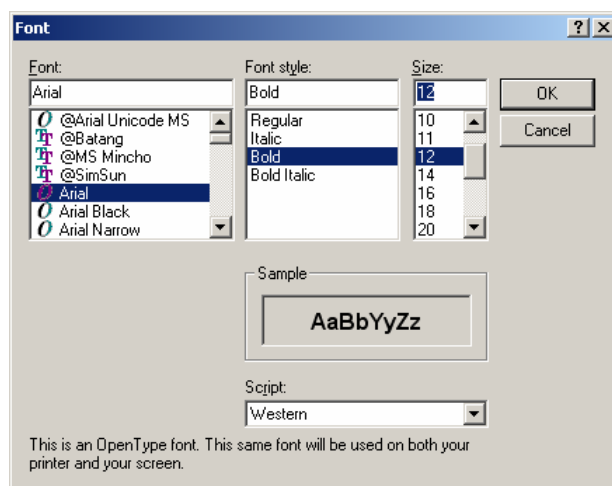 Font
Font:
Arial
@Arial Unicode MS
@Batang
@MS Mincho
@SimSun
Arial
Arial Black
Arial Narrow
Font style:
Bold
Regular
Italic
Bold
Bold Italic
Size:
12
10
11
12
14
16
18
20
OK
Cancel
Sample
AaBbYyZz
Script:
Western
This is an OpenType font. This same font will be used on both your
printer and your screen.